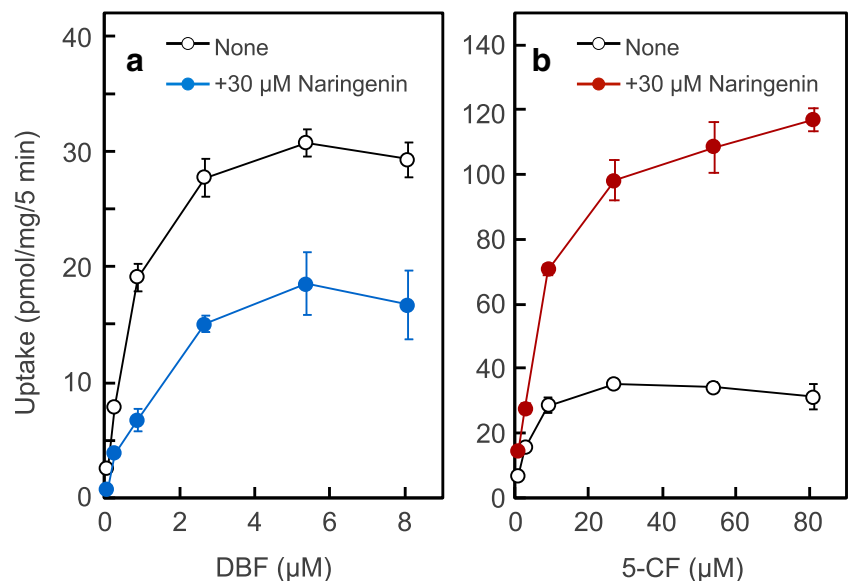 a
None
+30 µM Naringenin
40
30
20
10
0
0 2 4 6 8
Uptake (pmol/mg/5 min)
DBF (µM)
b
None
+30 µM Naringenin
140
120
100
80
60
40
20
0
0 20 40 60 80
5-CF (µM)